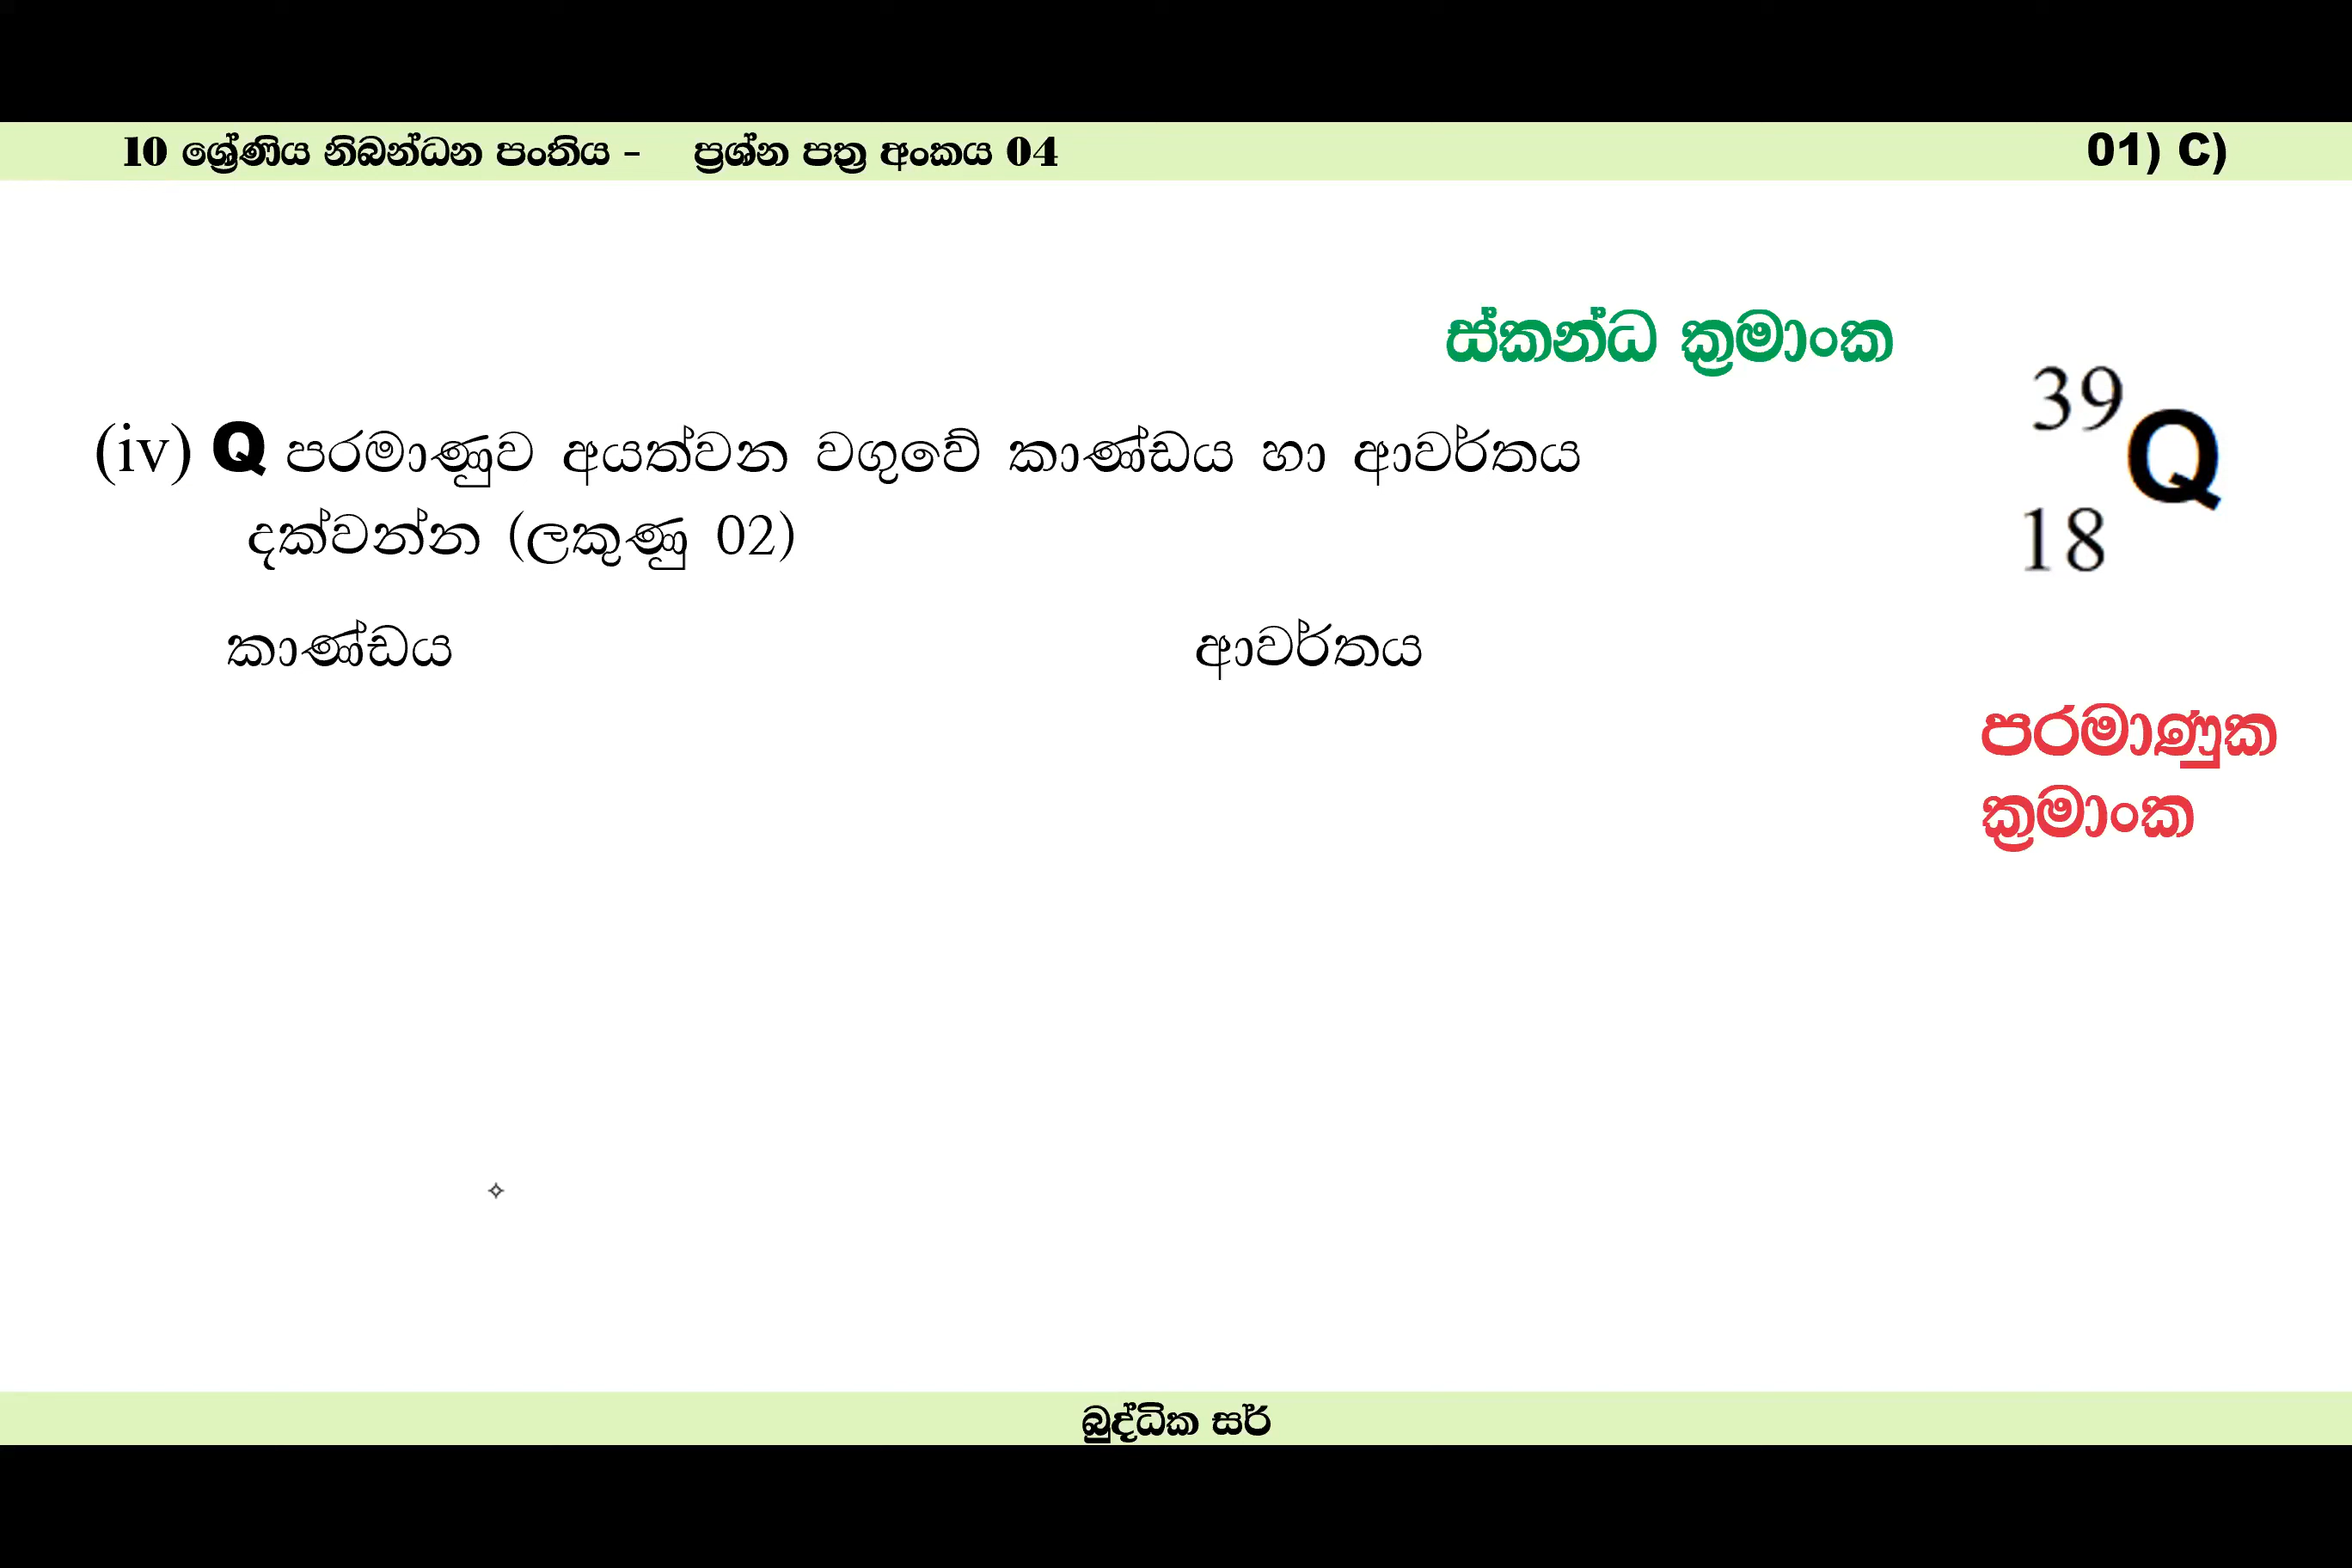 10 ශ්‍රේණිය නිබන්ධන පංතිය - ප්‍රශ්න පත්‍ර අංකය 04
01) C)
ස්කන්ධ ක්‍රමාංක
39
Q
18
(iv) Q පරමාණුව අයත්වන වගුවේ කාණ්ඩය හා ආවර්තය
දක්වන්න (ලකුණු 02)
කාණ්ඩය
ආවර්තය
පරමාණුක
ක්‍රමාංක
බුද්ධික සර්